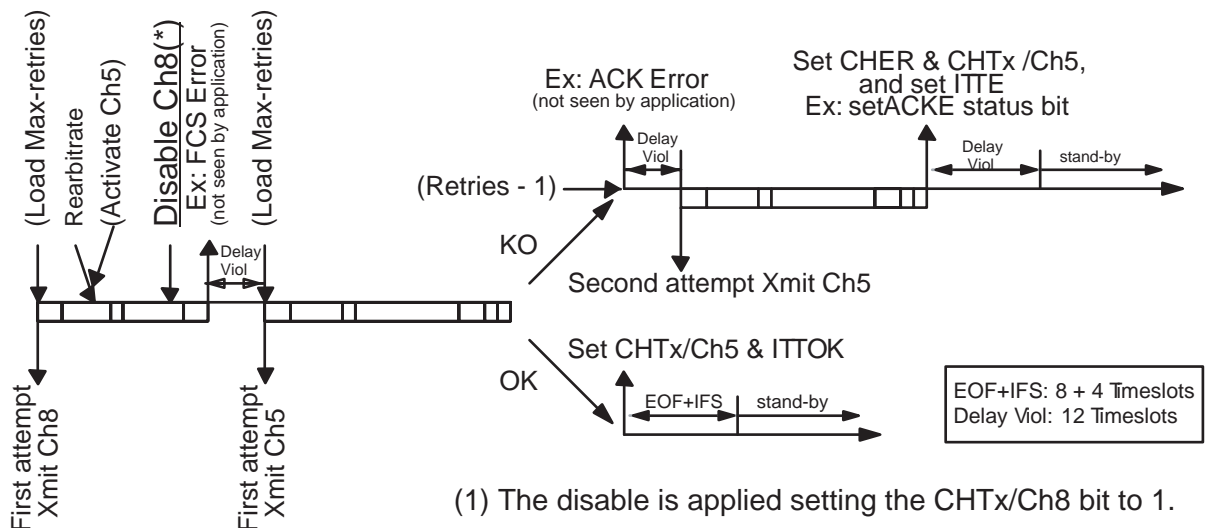 (Load Max-retries)
Rearbitrate
(Activate Ch5)
Disable Ch8(*)
Ex: FCS Error
(not seen by application)
(Load Max-retries)
Delay
Viol
First attempt
Xmit Ch8
First attempt
Xmit Ch5
Ex: ACK Error
(not seen by application)
Set CHER & CHTx /Ch5,
and set ITTE
Ex: setACKE status bit
Delay
Viol
Delay
Viol
stand-by
(Retries - 1)
KO
Second attempt Xmit Ch5
Set CHTx/Ch5 & ITTOK
OK
EOF+IFS
stand-by
EOF+IFS: 8 + 4 Timeslots
Delay Viol: 12 Timeslots
(1) The disable is applied setting the CHTx/Ch8 bit to 1.